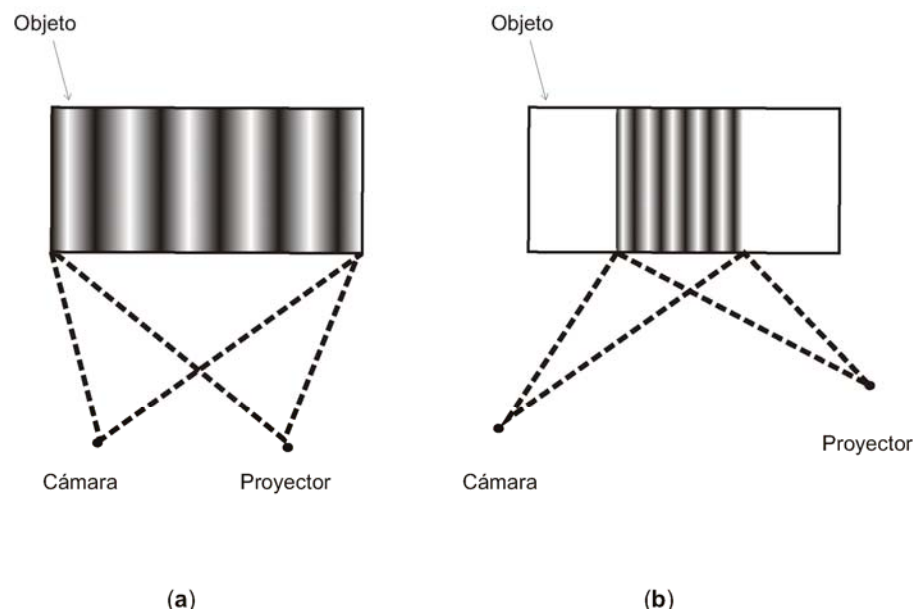 Objeto
Objeto
Cámara
Proyector
Cámara
Proyector
(a)
(b)